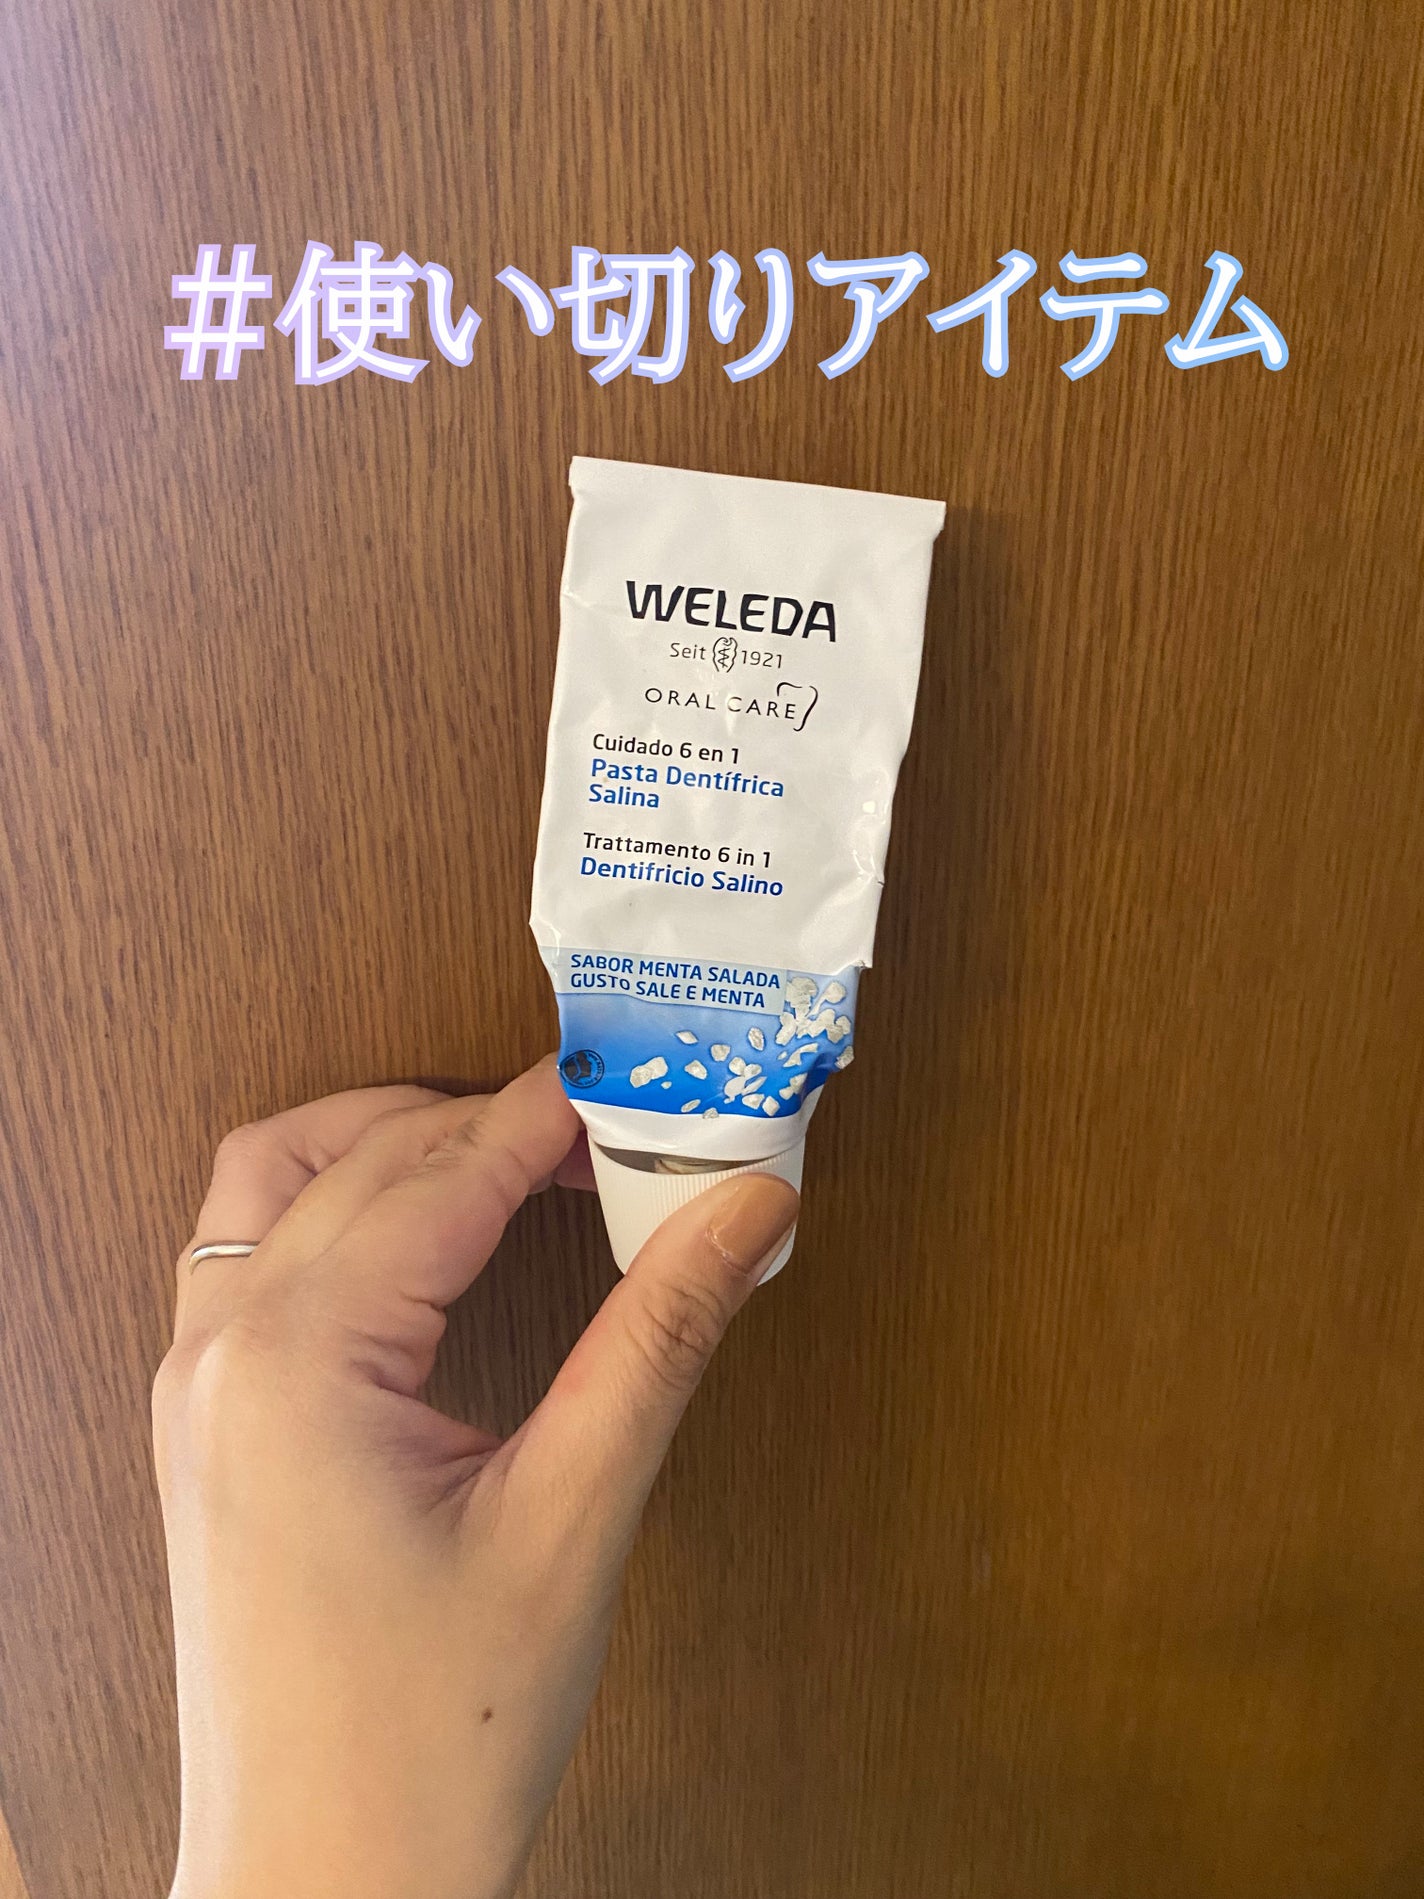 #使い切りアイテム
WELEDA
Seit 1921
ORAL CARE
Cuidado 6 en 1
Pasta Dentífrica
Salina
Trattamento 6 in 1
Dentifricio Salino
SABOR MENTA SALADA
GUSTO SALE E MENTA